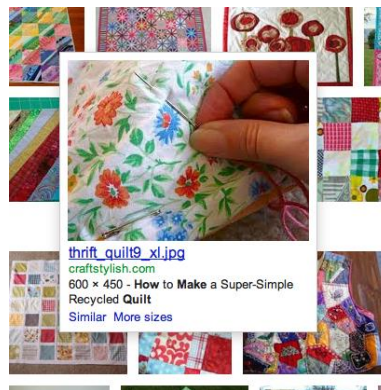 thrift_quilt9_xl.jpg
craftstylish.com
600 × 450 - How to Make a Super-Simple
Recycled Quilt
Similar More sizes